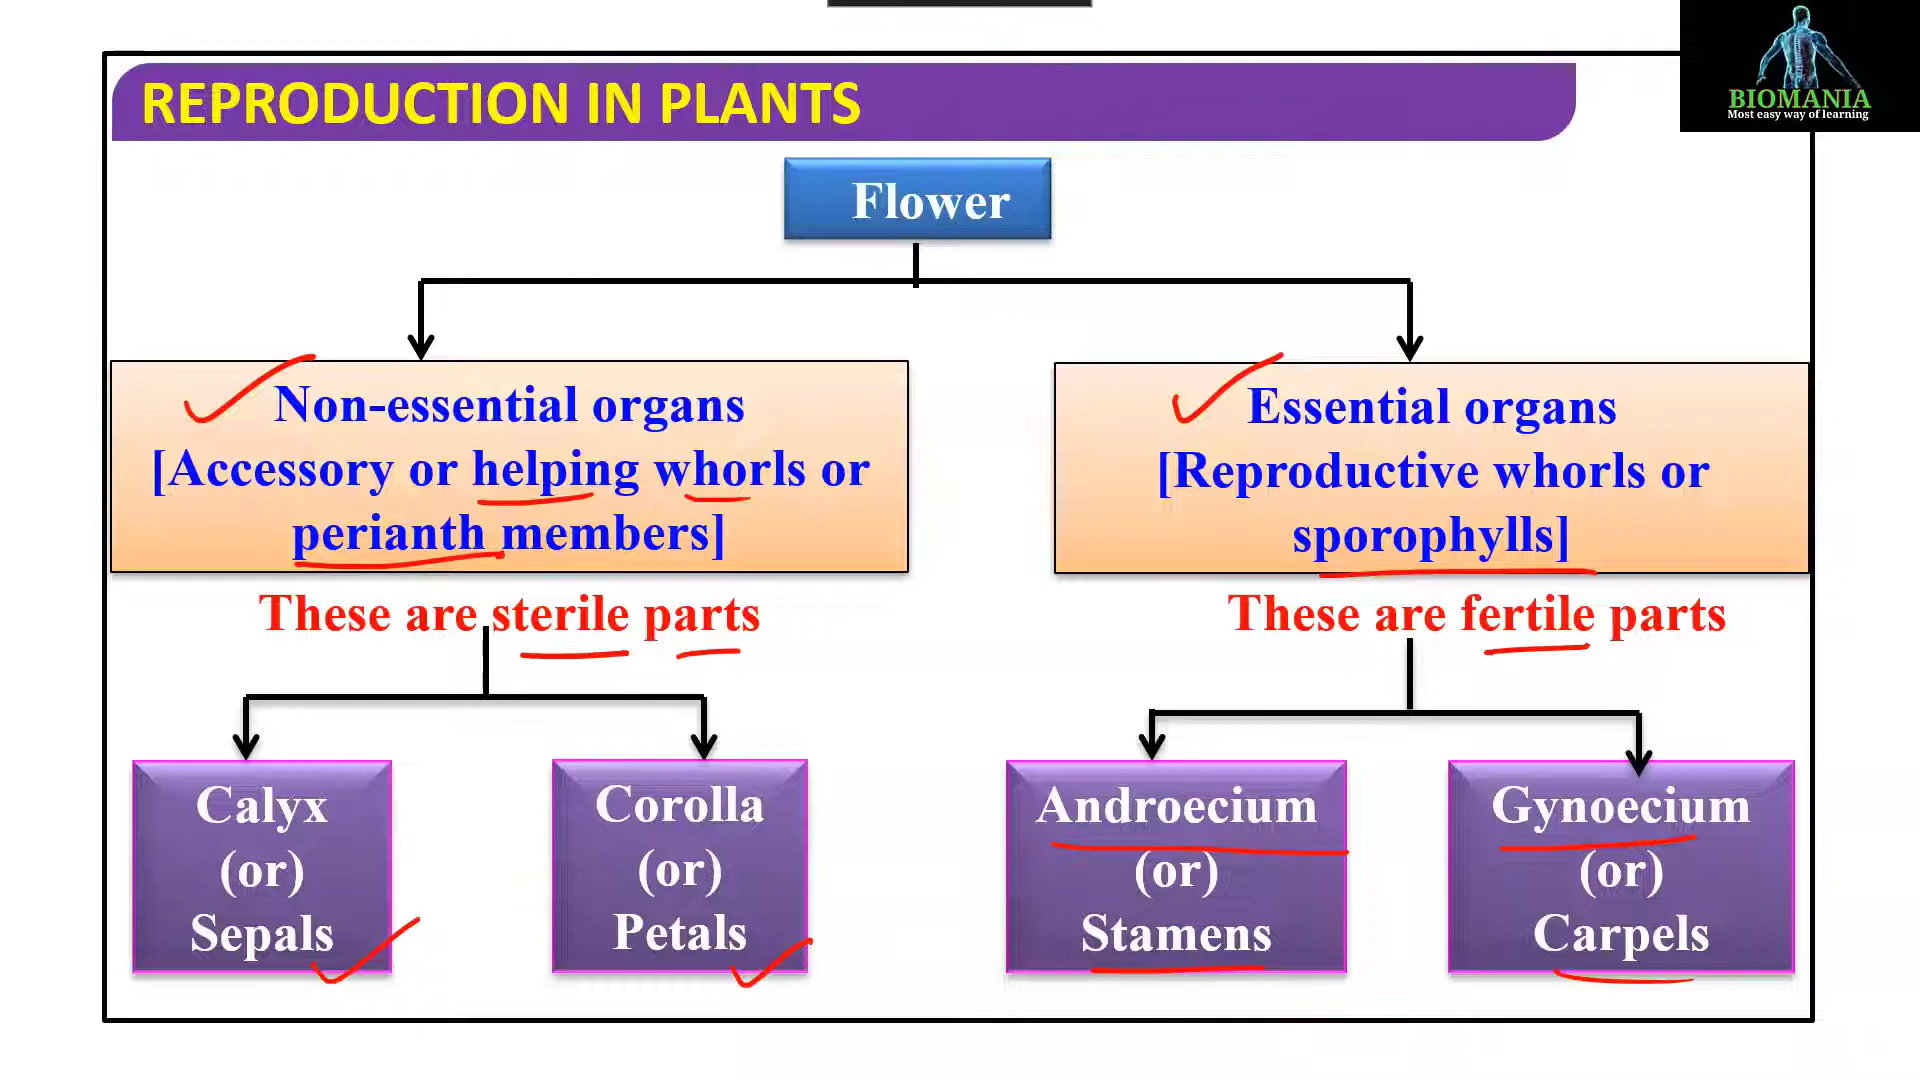 BIOMANIA
Most easy way of learning
REPRODUCTION IN PLANTS
Flower
Non-essential organs
[Accessory or helping whorls or
perianth members]
Essential organs
[Reproductive whorls or
sporophylls]
These are sterile parts
These are fertile parts
Calyx
(or)
Sepals
Corolla
(or)
Petals
Androecium
(or)
Stamens
Gynoecium
(or)
Carpels